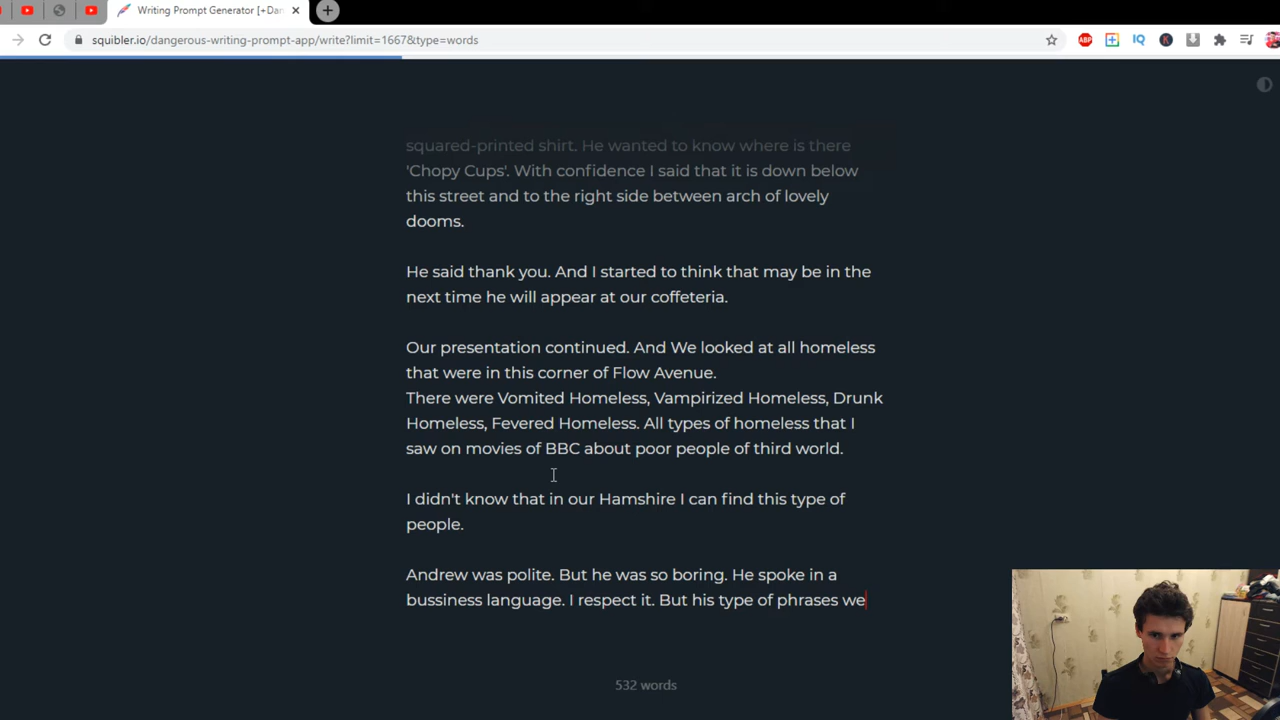 Writing Prompt Generator [+Dan
squibler.io/dangerous-writing-prompt-app/write?limit=1667&type=words
ABP
IQ
K
squared-printed shirt. He wanted to know where is there
'Chopy Cups'. With confidence I said that it is down below
this street and to the right side between arch of lovely
dooms.
He said thank you. And I started to think that may be in the
next time he will appear at our coffeteria.
Our presentation continued. And We looked at all homeless
that were in this corner of Flow Avenue.
There were Vomited Homeless, Vampirized Homeless, Drunk
Homeless, Fevered Homeless. All types of homeless that I
saw on movies of BBC about poor people of third world.
I didn't know that in our Hamshire I can find this type of
people.
Andrew was polite. But he was so boring. He spoke in a
bussiness language. I respect it. But his type of phrases we
532 words